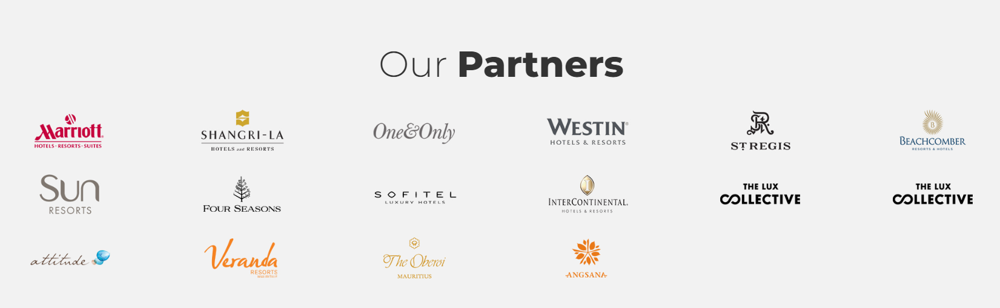 Our Partners
Marriott
HOTELS · RESORTS · SUITES
SHANGRI-LA
HOTELS and RESORTS
One&Only
WESTIN®
HOTELS & RESORTS
ST REGIS
B
BEACHCOMBER
RESORTS & HOTELS
Sun
RESORTS
FOUR SEASONS
SOFITEL
LUXURY HOTELS
INTERCONTINENTAL®
HOTELS & RESORTS
THE LUX
COLLECTIVE
THE LUX
COLLECTIVE
attitude
Veranda
RESORTS
MAURITIUS
The Oberoi
MAURITIUS
ANGSANA